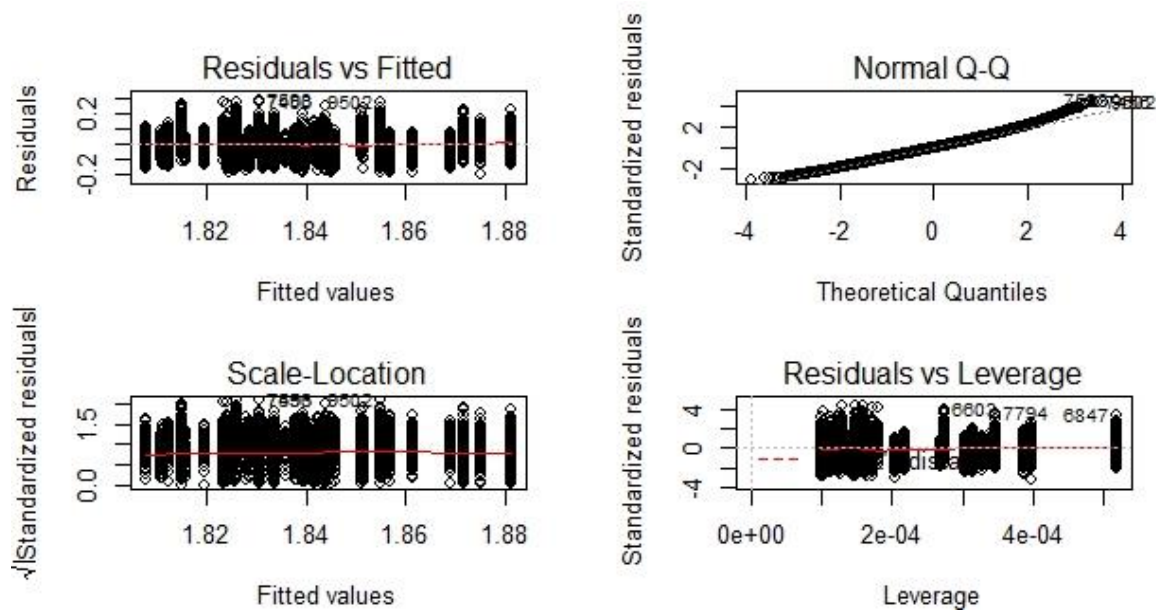 Residuals vs Fitted
Residuals
0.2
-0.2
9502
1.82 1.84 1.86 1.88
Fitted values
Normal Q-Q
Standardized residuals
2
-2
-4 -2 0 2 4
Theoretical Quantiles
Scale-Location
√|Standardized residuals|
1.5
0.0
9502
1.82 1.84 1.86 1.88
Fitted values
Residuals vs Leverage
Standardized residuals
4
0
-4
6602 7794 6847
0e+00 2e-04 4e-04
Leverage